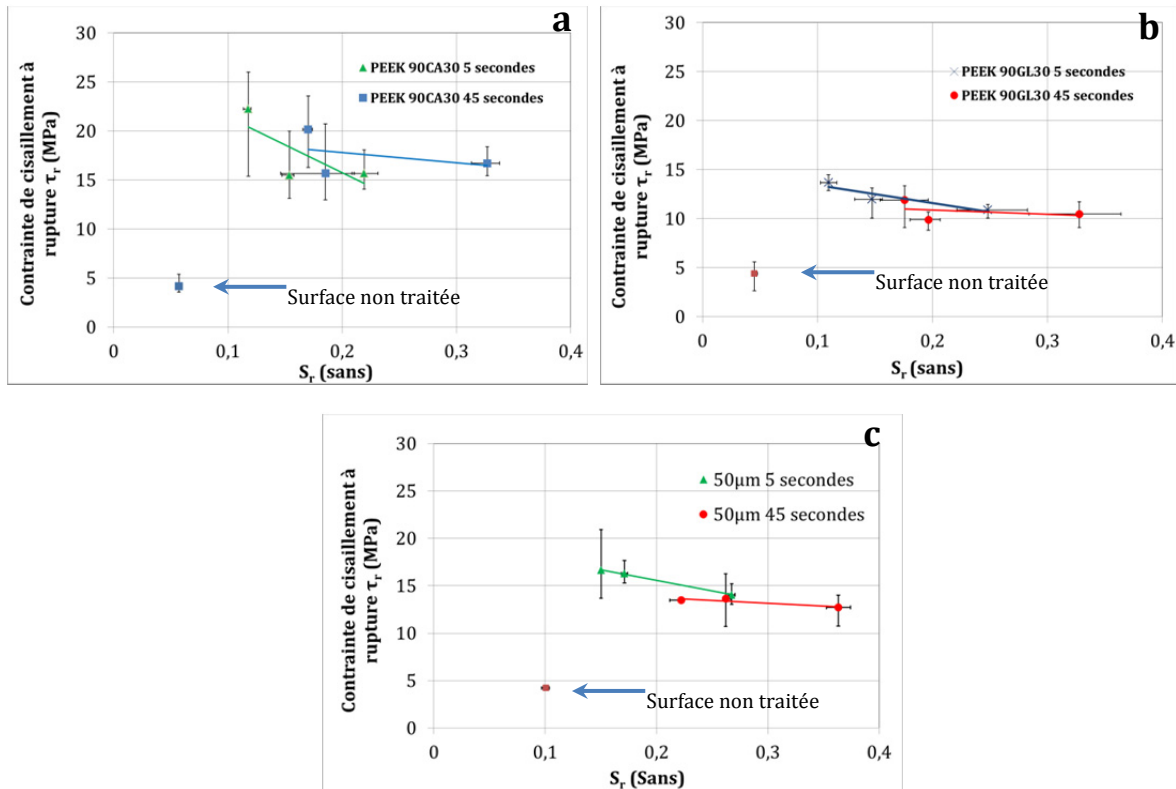 a
Contrainte de cisaillement à
rupture τr (MPa)
30
25
20
15
10
5
0
PEEK 90CA30 5 secondes
PEEK 90CA30 45 secondes
Surface non traitée
0
0,1
0,2
0,3
0,4
Sr (sans)
b
Contrainte de cisaillement à
rupture τr (MPa)
30
25
20
15
10
5
0
PEEK 90GL30 5 secondes
PEEK 90GL30 45 secondes
Surface non traitée
0
0,1
0,2
0,3
0,4
Sr (sans)
c
Contrainte de cisaillement à
rupture τr (MPa)
30
25
20
15
10
5
0
50µm 5 secondes
50µm 45 secondes
Surface non traitée
0
0,1
0,2
0,3
0,4
Sr (Sans)